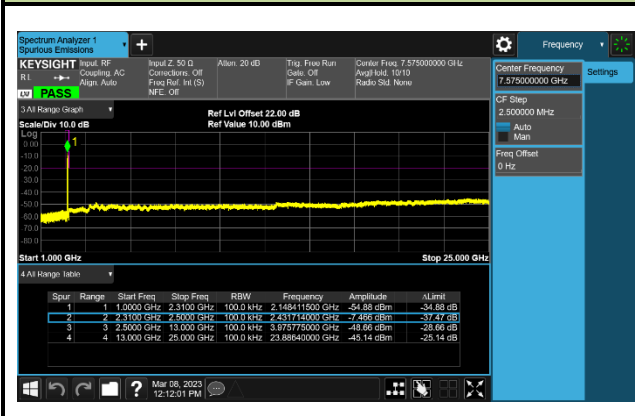 Spectrum Analyzer 1
Spurious Emissions
+
Frequency
KEYSIGHT Input: RF Input Z: 50 Ω Atten: 20 dB Trig: Free Run Center Freq: 7.575000000 GHz
RL Coupling: AC Corrections: Off Gate: Off Avg|Hold: 10/10
Align: Auto Freq Ref: Int (S) IF Gain: Low Radio Std: None
LXI PASS NFE: Off
Center Frequency
7.575000000 GHz
Settings
CF Step
2.500000 MHz
Auto
Man
Freq Offset
0 Hz
3 All Range Graph
Ref Lvl Offset 22.00 dB
Scale/Div 10.0 dB Ref Value 10.00 dBm
Log
1
0.00
-10.0
-20.0
-30.0
-40.0
-50.0
-60.0
-70.0
-80.0
Start 1.000 GHz Stop 25.000 GHz
4 All Range Table
Spur Range Start Freq Stop Freq RBW Frequency Amplitude ΔLimit
1 1 1.0000 GHz 2.3100 GHz 100.0 kHz 2.148411500 GHz -54.88 dBm -34.88 dB
2 2 2.3100 GHz 2.5000 GHz 100.0 kHz 2.431714000 GHz -7.466 dBm -37.47 dB
3 3 2.5000 GHz 13.000 GHz 100.0 kHz 3.975775000 GHz -48.66 dBm -28.66 dB
4 4 13.000 GHz 25.000 GHz 100.0 kHz 23.88640000 GHz -45.14 dBm -25.14 dB
? Mar 08, 2023
12:12:01 PM